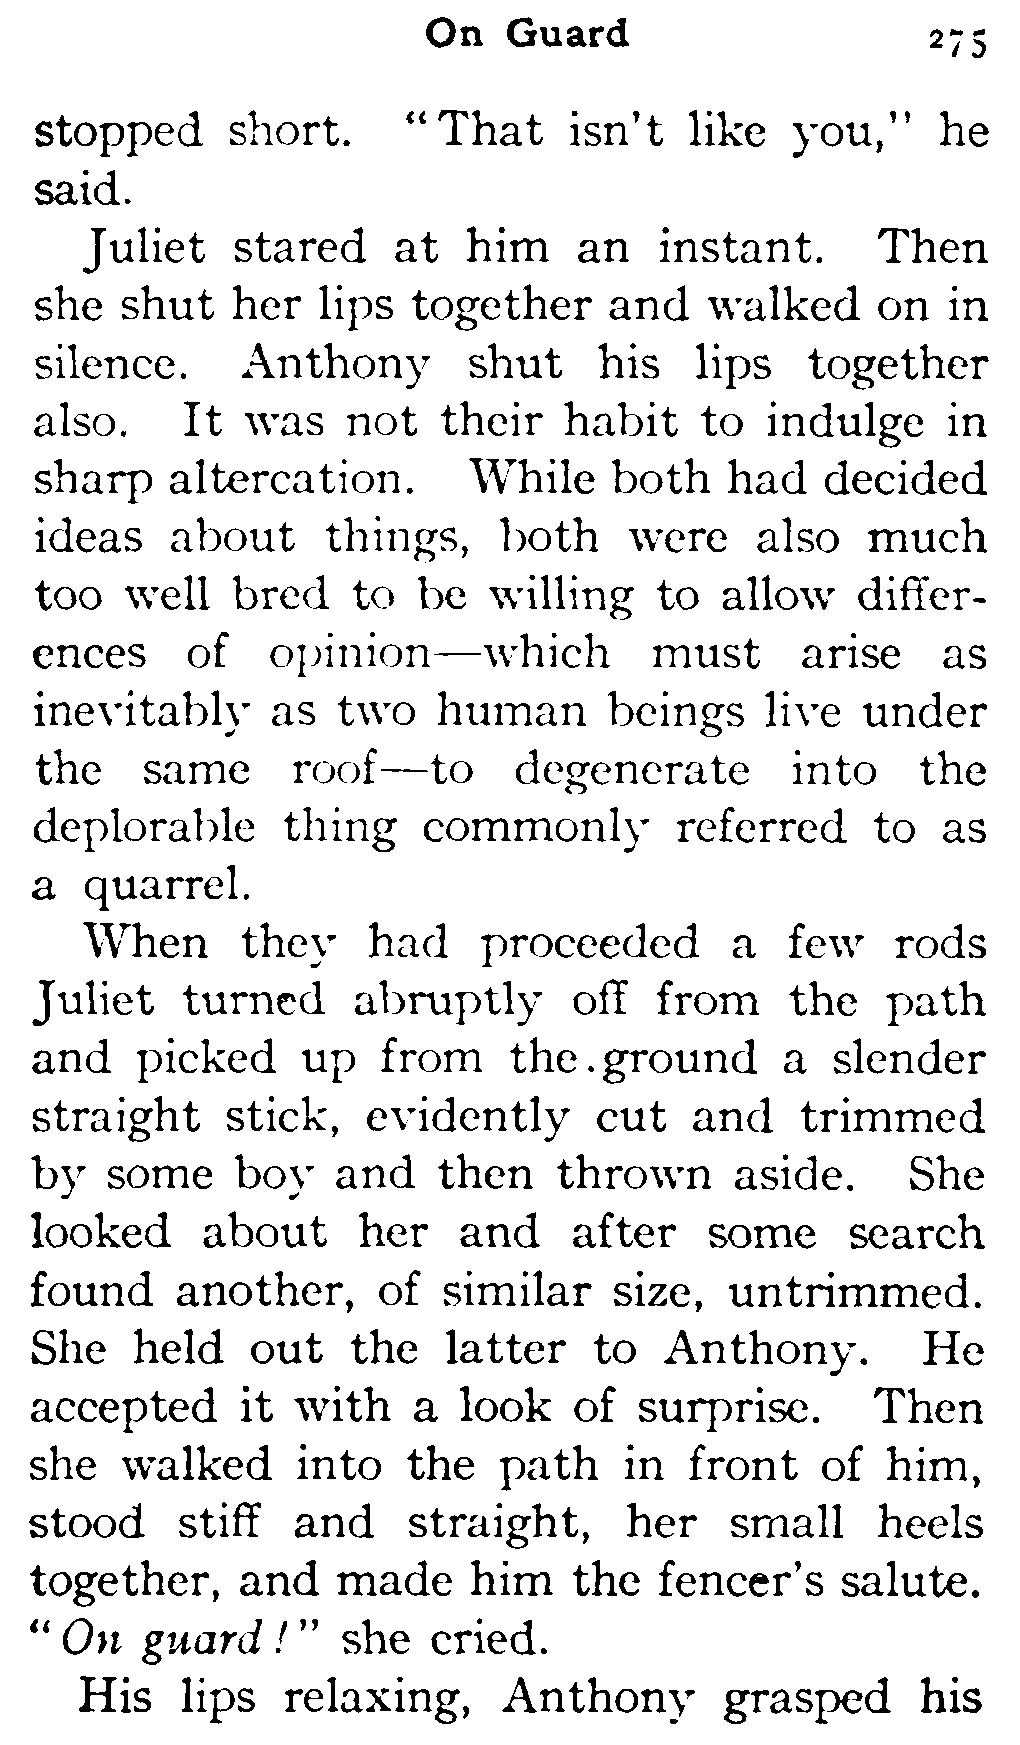 On Guard 275
stopped short. "That isn't like you," he
said.
Juliet stared at him an instant. Then
she shut her lips together and walked on in
silence. Anthony shut his lips together
also. It was not their habit to indulge in
sharp altercation. While both had decided
ideas about things, both were also much
too well bred to be willing to allow differ-
ences of opinion—which must arise as
inevitably as two human beings live under
the same roof—to degenerate into the
deplorable thing commonly referred to as
a quarrel.
When they had proceeded a few rods
Juliet turned abruptly off from the path
and picked up from the ground a slender
straight stick, evidently cut and trimmed
by some boy and then thrown aside. She
looked about her and after some search
found another, of similar size, untrimmed.
She held out the latter to Anthony. He
accepted it with a look of surprise. Then
she walked into the path in front of him,
stood stiff and straight, her small heels
together, and made him the fencer's salute.
"On guard!" she cried.
His lips relaxing, Anthony grasped his